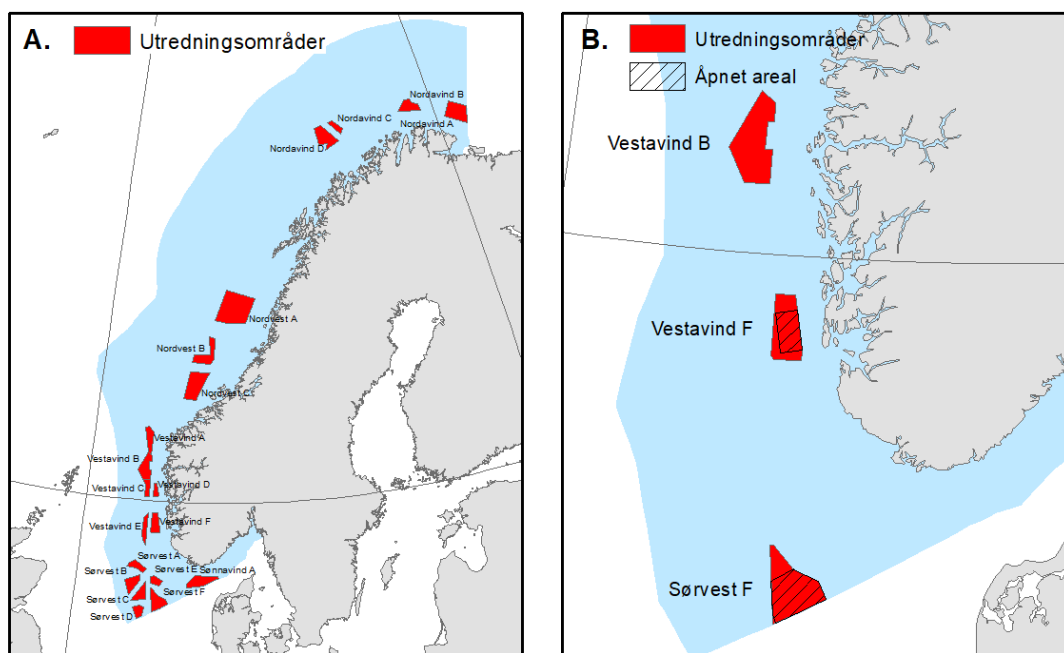 A.
Utredningsområder
Nordavind B
Nordavind C
Nordavind A
Nordavind D
Nordvest A
Nordvest B
Nordvest C
Vestavind A
Vestavind B
Vestavind C
Vestavind D
Vestavind E
Vestavind F
Sørvest A
Sørvest B
Sørvest E
Sønnavind A
Sørvest C
Sørvest F
Sørvest D
B.
Utredningsområder
Åpnet areal
Vestavind B
Vestavind F
Sørvest F